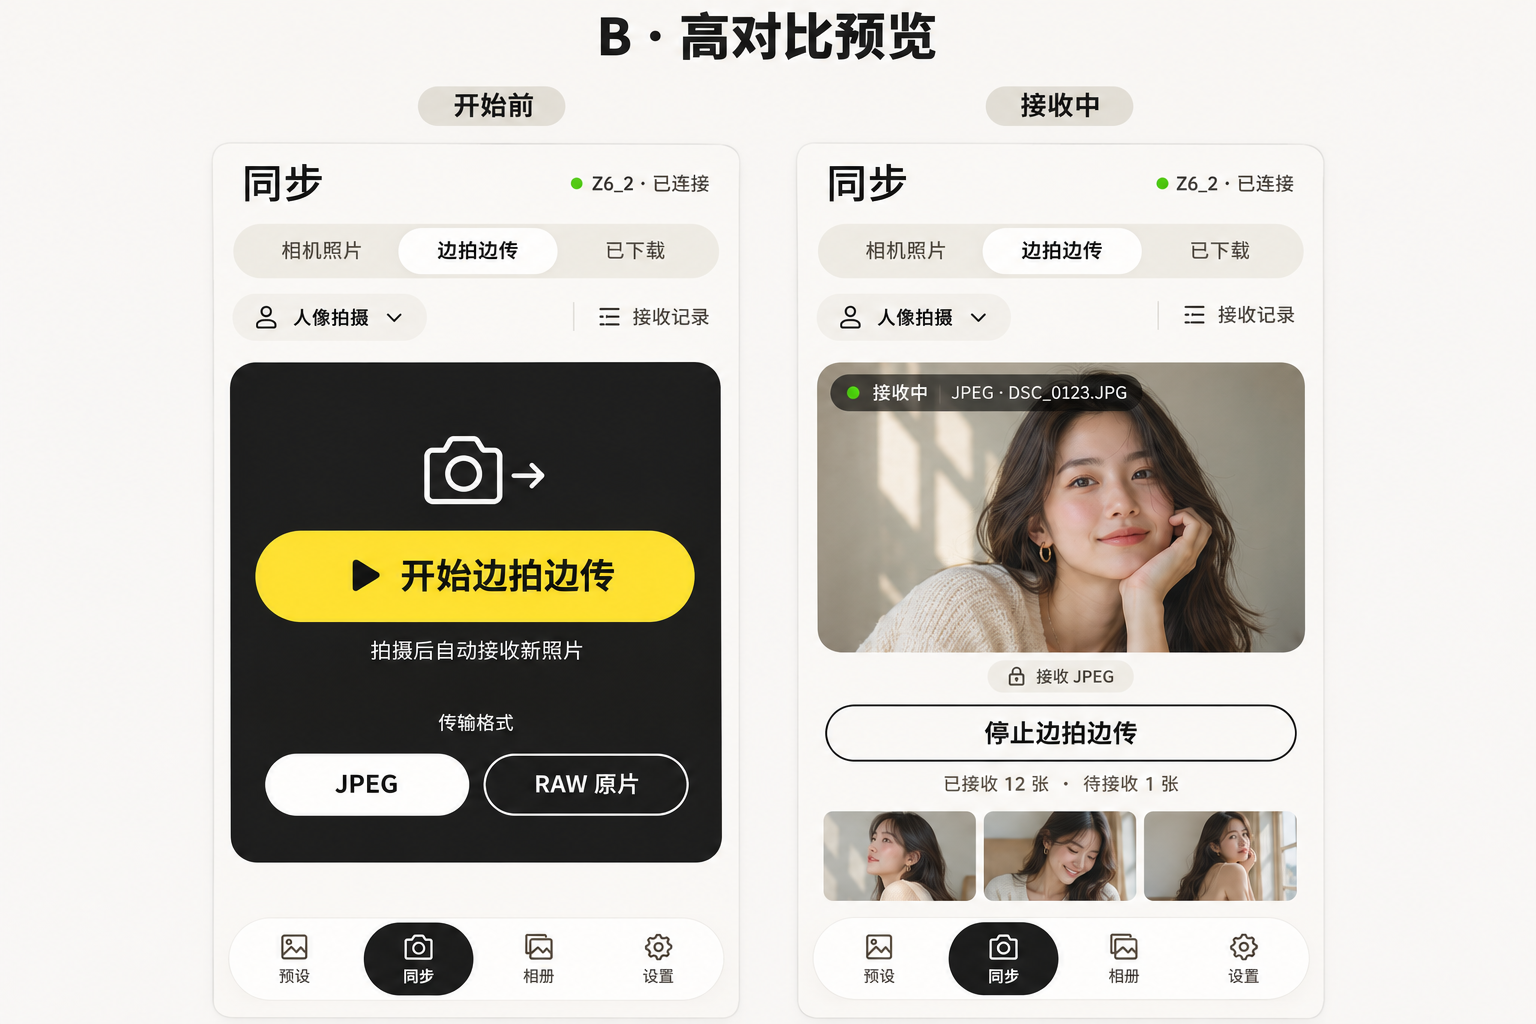 B · 高对比预览
开始前
同步
Z6_2 · 已连接
相机照片 边拍边传 已下载
人像拍摄 接收记录
开始边拍边传
拍摄后自动接收新照片
传输格式
JPEG RAW 原片
预设 同步 相册 设置
接收中
同步
Z6_2 · 已连接
相机照片 边拍边传 已下载
人像拍摄 接收记录
接收中 JPEG · DSC_0123.JPG
接收 JPEG
停止边拍边传
已接收 12 张 · 待接收 1 张
预设 同步 相册 设置